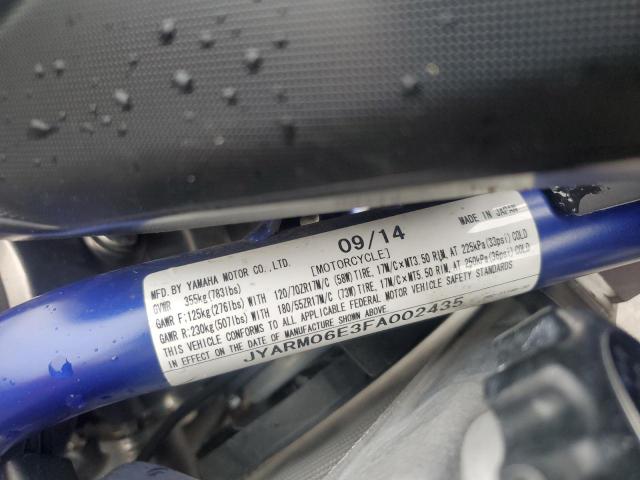 MFD. BY YAMAHA MOTOR CO., LTD. 09/14 MADE IN JAPAN
GVWR 355kg(783lbs) [MOTORCYCLE]
GAWR F:125kg(276lbs) WITH 120/70ZR17M/C (58W) TIRE, 17M/C×MT3.50 RIM, AT 225kPa(33psi) COLD
GAWR R:230kg(507lbs) WITH 180/55ZR17M/C (73W) TIRE, 17M/C×MT5.50 RIM, AT 250kPa(36psi) COLD
THIS VEHICLE CONFORMS TO ALL APPLICABLE FEDERAL MOTOR VEHICLE SAFETY STANDARDS
IN EFFECT ON THE DATE OF MANUFACTURE SHOWN ABOVE
JYARM06E3FA002435